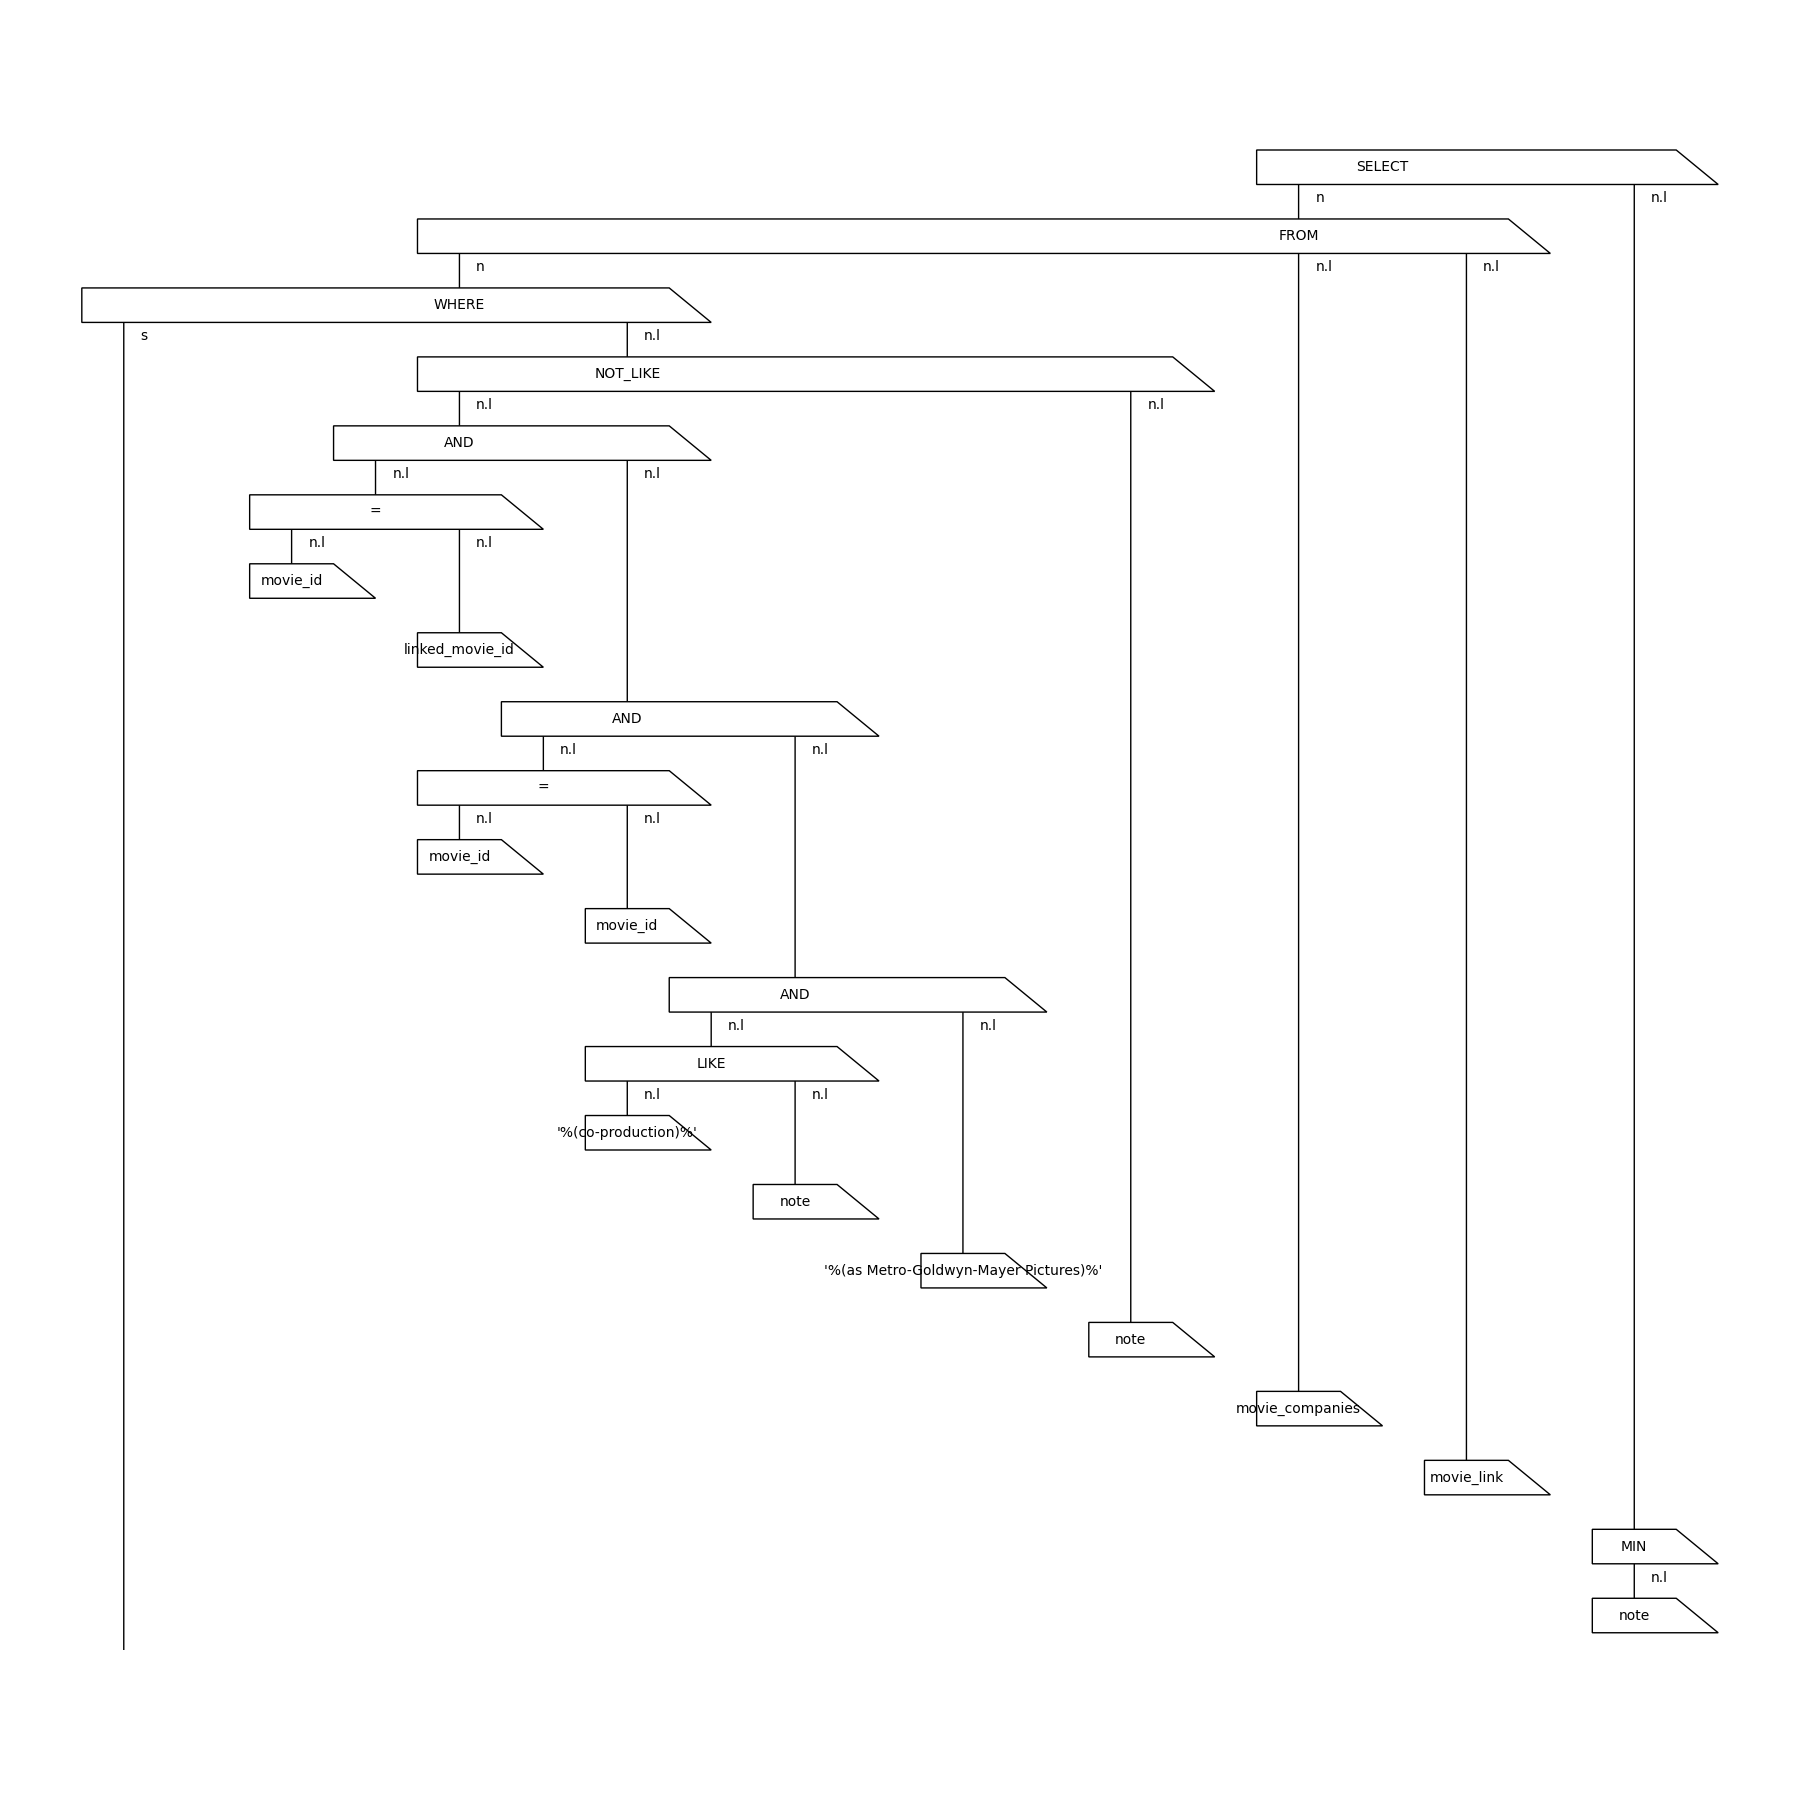 SELECT
n n.l
FROM
n n.l n.l
WHERE
s n.l
NOT_LIKE
n.l n.l
AND
n.l n.l
=
n.l n.l
movie_id
linked_movie_id
AND
n.l n.l
=
n.l n.l
movie_id
movie_id
AND
n.l n.l
LIKE
n.l n.l
'%(co-production)%'
note
'%(as Metro-Goldwyn-Mayer Pictures)%'
note
movie_companies
movie_link
MIN
n.l
note